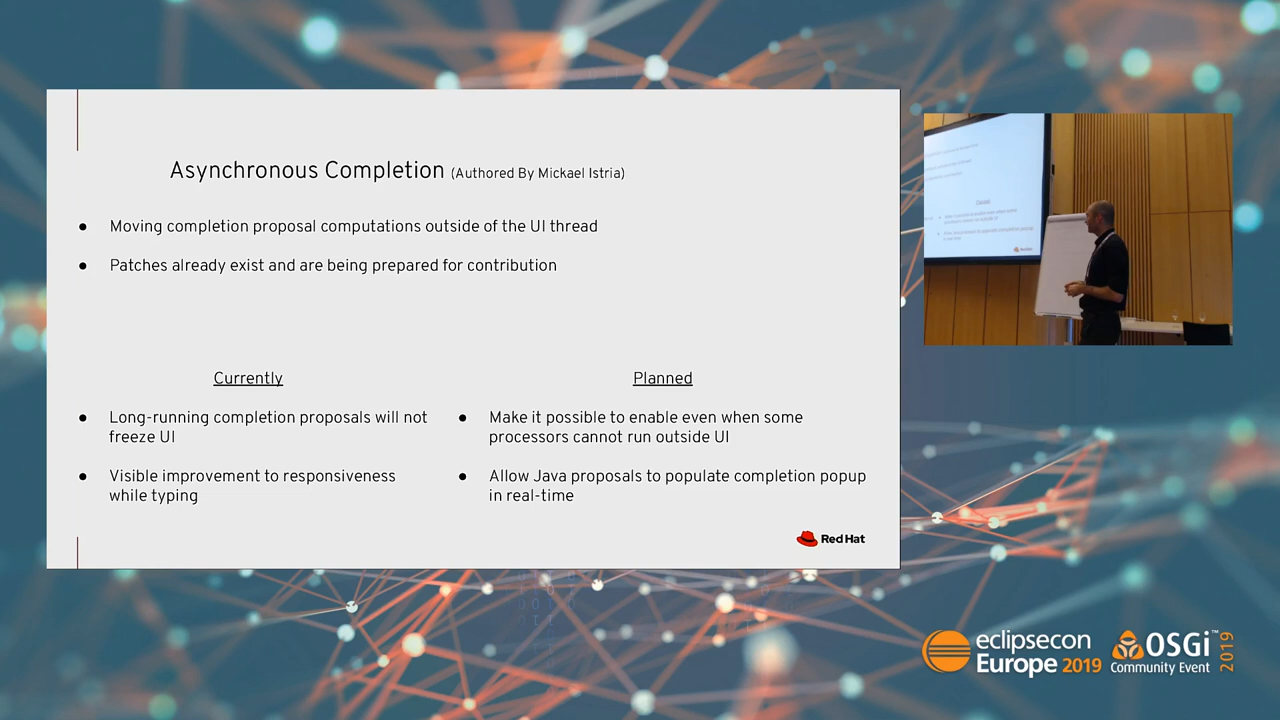 Asynchronous Completion (Authored By Mickael Istria)
● Moving completion proposal computations outside of the UI thread
● Patches already exist and are being prepared for contribution
Currently
● Long-running completion proposals will not
freeze UI
● Visible improvement to responsiveness
while typing
Planned
● Make it possible to enable even when some
processors cannot run outside UI
● Allow Java proposals to populate completion popup
in real-time
Red Hat
eclipsecon
Europe 2019
OSGi™
Community Event
2019